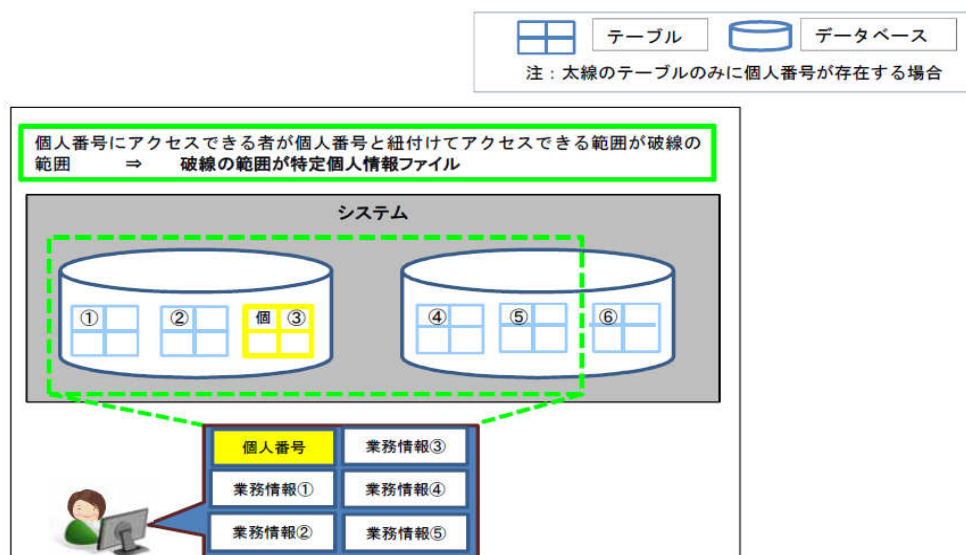 テーブル
データベース
注：太線のテーブルのみに個人番号が存在する場合
個人番号にアクセスできる者が個人番号と紐付けてアクセスできる範囲が破線の
範囲　⇒　破線の範囲が特定個人情報ファイル
システム
①
②
個 ③
④
⑤
⑥
個人番号
業務情報③
業務情報①
業務情報④
業務情報②
業務情報⑤